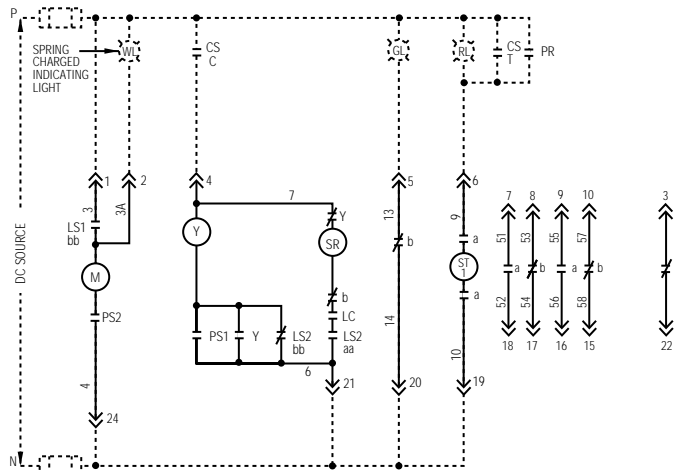 P
SPRING
CHARGED
INDICATING
LIGHT
WL
CS
C
GL
RL
CS
T
PR
1
2
4
5
6
7
8
9
10
3
3
3A
7
13
9
51
53
55
57
LS1
bb
Y
Y
SR
b
a
a
b
a
b
M
ST
1
a
DC SOURCE
PS2
PS1
Y
LS2
bb
b
LC
LS2
aa
14
52
54
56
58
18
17
16
15
22
6
10
4
21
20
19
24
N